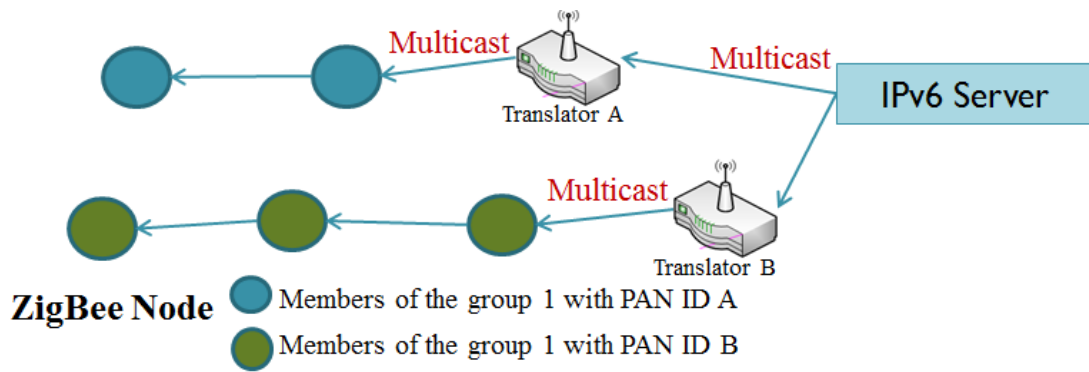 Multicast
Multicast
IPv6 Server
Translator A
Multicast
Translator B
ZigBee Node
Members of the group 1 with PAN ID A
Members of the group 1 with PAN ID B